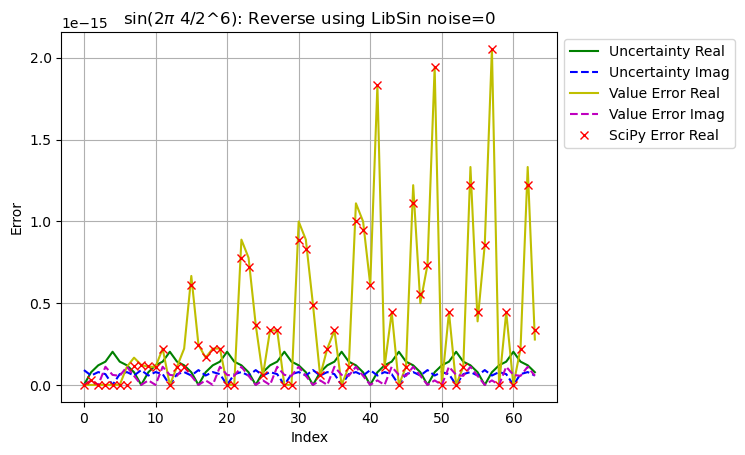 sin(2π 4/2^6): Reverse using LibSin noise=0
1e−15
2.0
1.5
1.0
0.5
0.0
Error
0 10 20 30 40 50 60
Index
Uncertainty Real
Uncertainty Imag
Value Error Real
Value Error Imag
SciPy Error Real